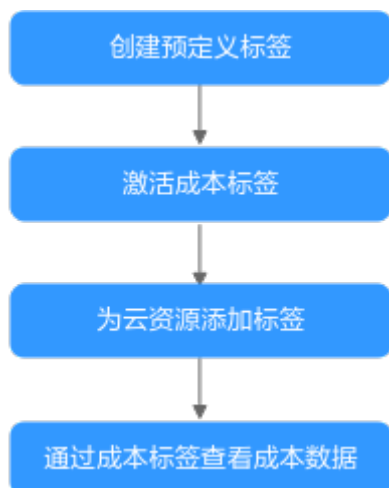 创建预定义标签
激活成本标签
为云资源添加标签
通过成本标签查看成本数据